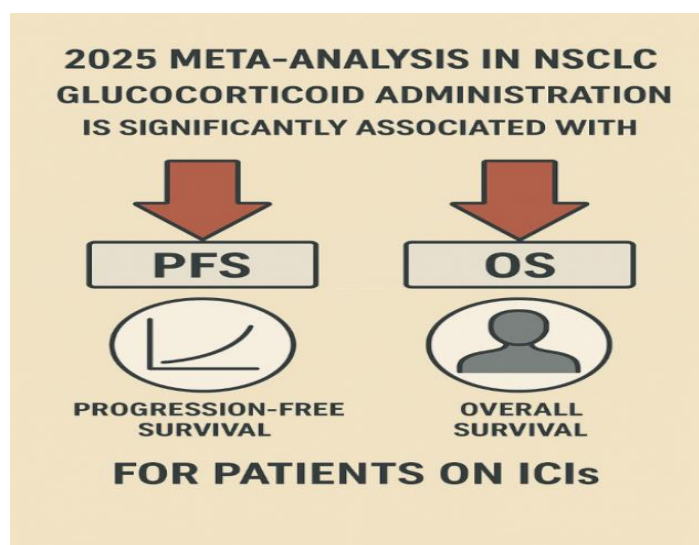 2025 META-ANALYSIS IN NSCLC
GLUCOCORTICOID ADMINISTRATION
IS SIGNIFICANTLY ASSOCIATED WITH
PFS
OS
PROGRESSION-FREE
SURVIVAL
OVERALL
SURVIVAL
FOR PATIENTS ON ICIs